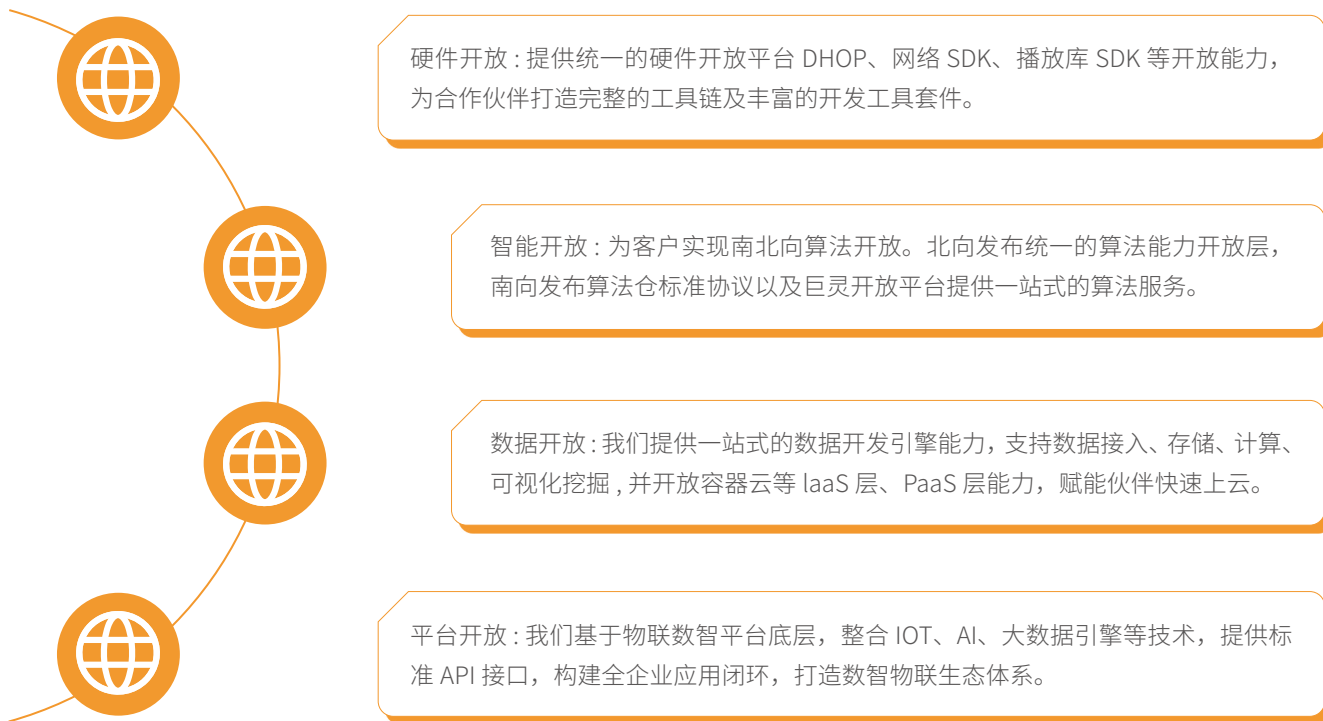 硬件开放 : 提供统一的硬件开放平台 DHOP、网络 SDK、播放库 SDK 等开放能力，
为合作伙伴打造完整的工具链及丰富的开发工具套件。
智能开放 : 为客户实现南北向算法开放。北向发布统一的算法能力开放层，
南向发布算法仓标准协议以及巨灵开放平台提供一站式的算法服务。
数据开放 : 我们提供一站式的数据开发引擎能力，支持数据接入、存储、计算、
可视化挖掘 , 并开放容器云等 laaS 层、PaaS 层能力，赋能伙伴快速上云。
平台开放 : 我们基于物联数智平台底层，整合 IOT、AI、大数据引擎等技术，提供标
准 API 接口，构建全企业应用闭环，打造数智物联生态体系。